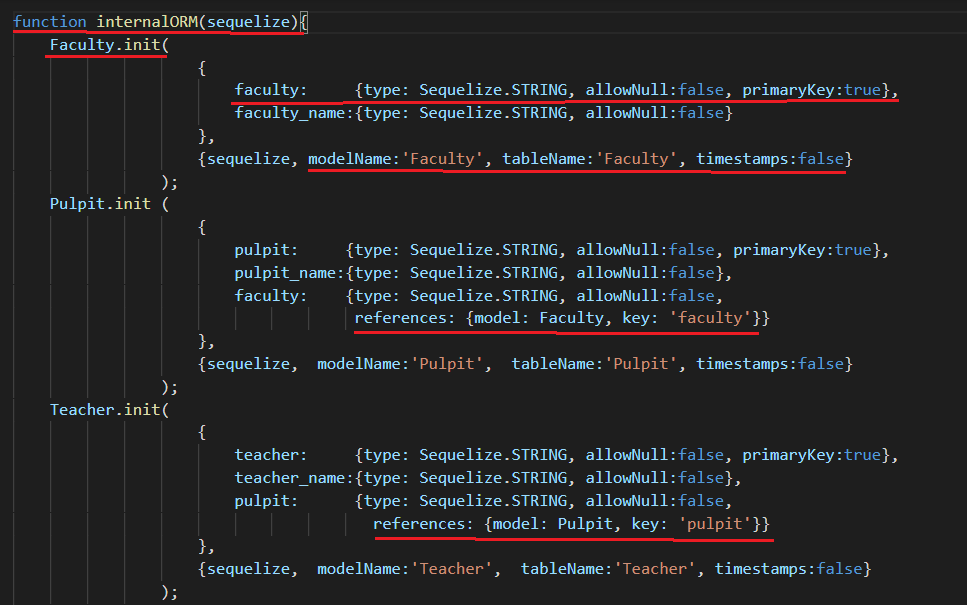 function internalORM(sequelize){
    Faculty.init(
                    {
                        faculty:     {type: Sequelize.STRING, allowNull:false, primaryKey:true},
                        faculty_name:{type: Sequelize.STRING, allowNull:false}
                    },
                    {sequelize, modelName:'Faculty', tableName:'Faculty', timestamps:false}
                );
    Pulpit.init (
                    {
                        pulpit:     {type: Sequelize.STRING, allowNull:false, primaryKey:true},
                        pulpit_name:{type: Sequelize.STRING, allowNull:false},
                        faculty:    {type: Sequelize.STRING, allowNull:false,
                                     references: {model: Faculty, key: 'faculty'}}
                    },
                    {sequelize,  modelName:'Pulpit',  tableName:'Pulpit', timestamps:false}
                );
    Teacher.init(
                    {
                        teacher:     {type: Sequelize.STRING, allowNull:false, primaryKey:true},
                        teacher_name:{type: Sequelize.STRING, allowNull:false},
                        pulpit:      {type: Sequelize.STRING, allowNull:false,
                                       references: {model: Pulpit, key: 'pulpit'}}
                    },
                    {sequelize,  modelName:'Teacher',  tableName:'Teacher', timestamps:false}
                );